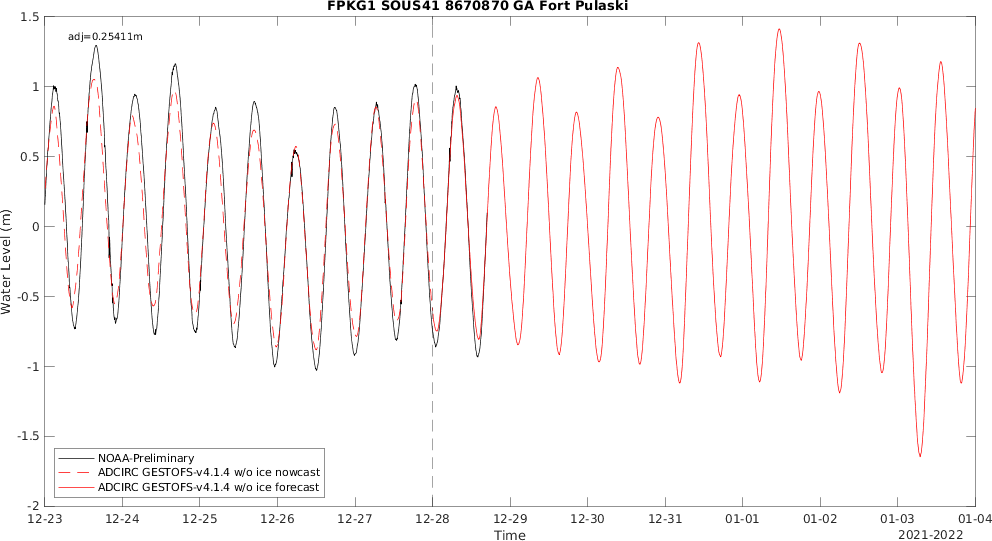 FPKG1 SOUS41 8670870 GA Fort Pulaski
adj=0.25411m
1.5
1
0.5
0
-0.5
-1
-1.5
-2
Water Level (m)
NOAA-Preliminary
ADCIRC GESTOFS-v4.1.4 w/o ice nowcast
ADCIRC GESTOFS-v4.1.4 w/o ice forecast
12-23 12-24 12-25 12-26 12-27 12-28 12-29 12-30 12-31 01-01 01-02 01-03 01-04
Time
2021-2022